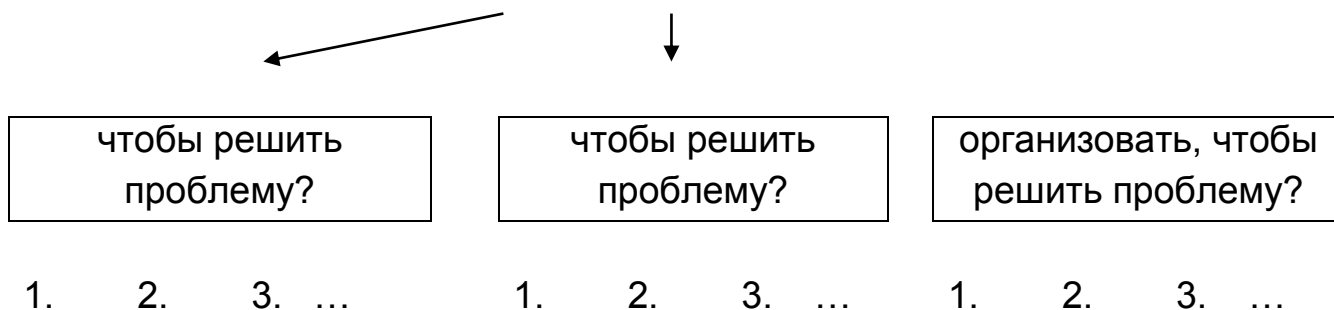 чтобы решить
проблему?
чтобы решить
проблему?
организовать, чтобы
решить проблему?
1. 2. 3. …
1. 2. 3. …
1. 2. 3. …